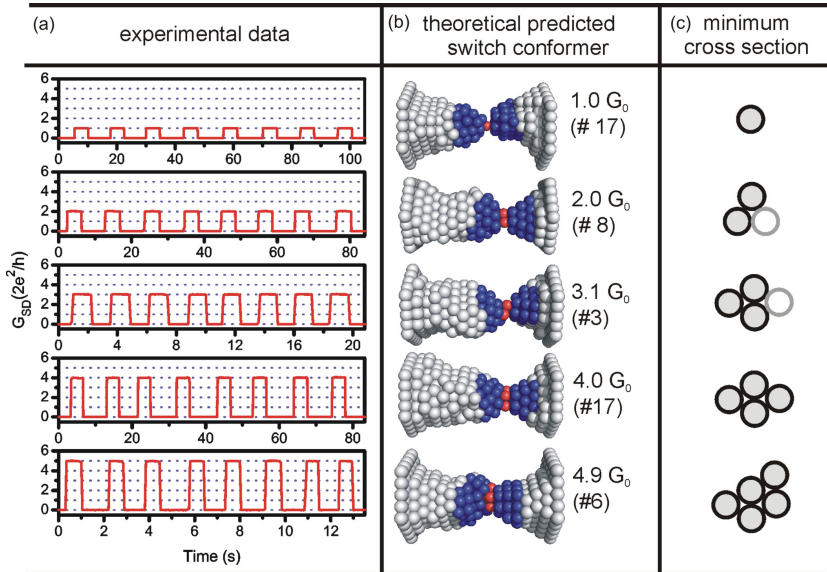 (a) experimental data
(b) theoretical predicted
switch conformer
(c) minimum
cross section
G_SD(2e²/h)
6
4
2
0
0 20 40 60 80 100
1.0 G₀
(# 17)
6
4
2
0
0 20 40 60 80
2.0 G₀
(# 8)
6
4
2
0
0 4 8 12 16 20
3.1 G₀
(#3)
6
4
2
0
0 20 40 60 80
4.0 G₀
(#17)
6
4
2
0
0 2 4 6 8 10 12
4.9 G₀
(#6)
Time (s)